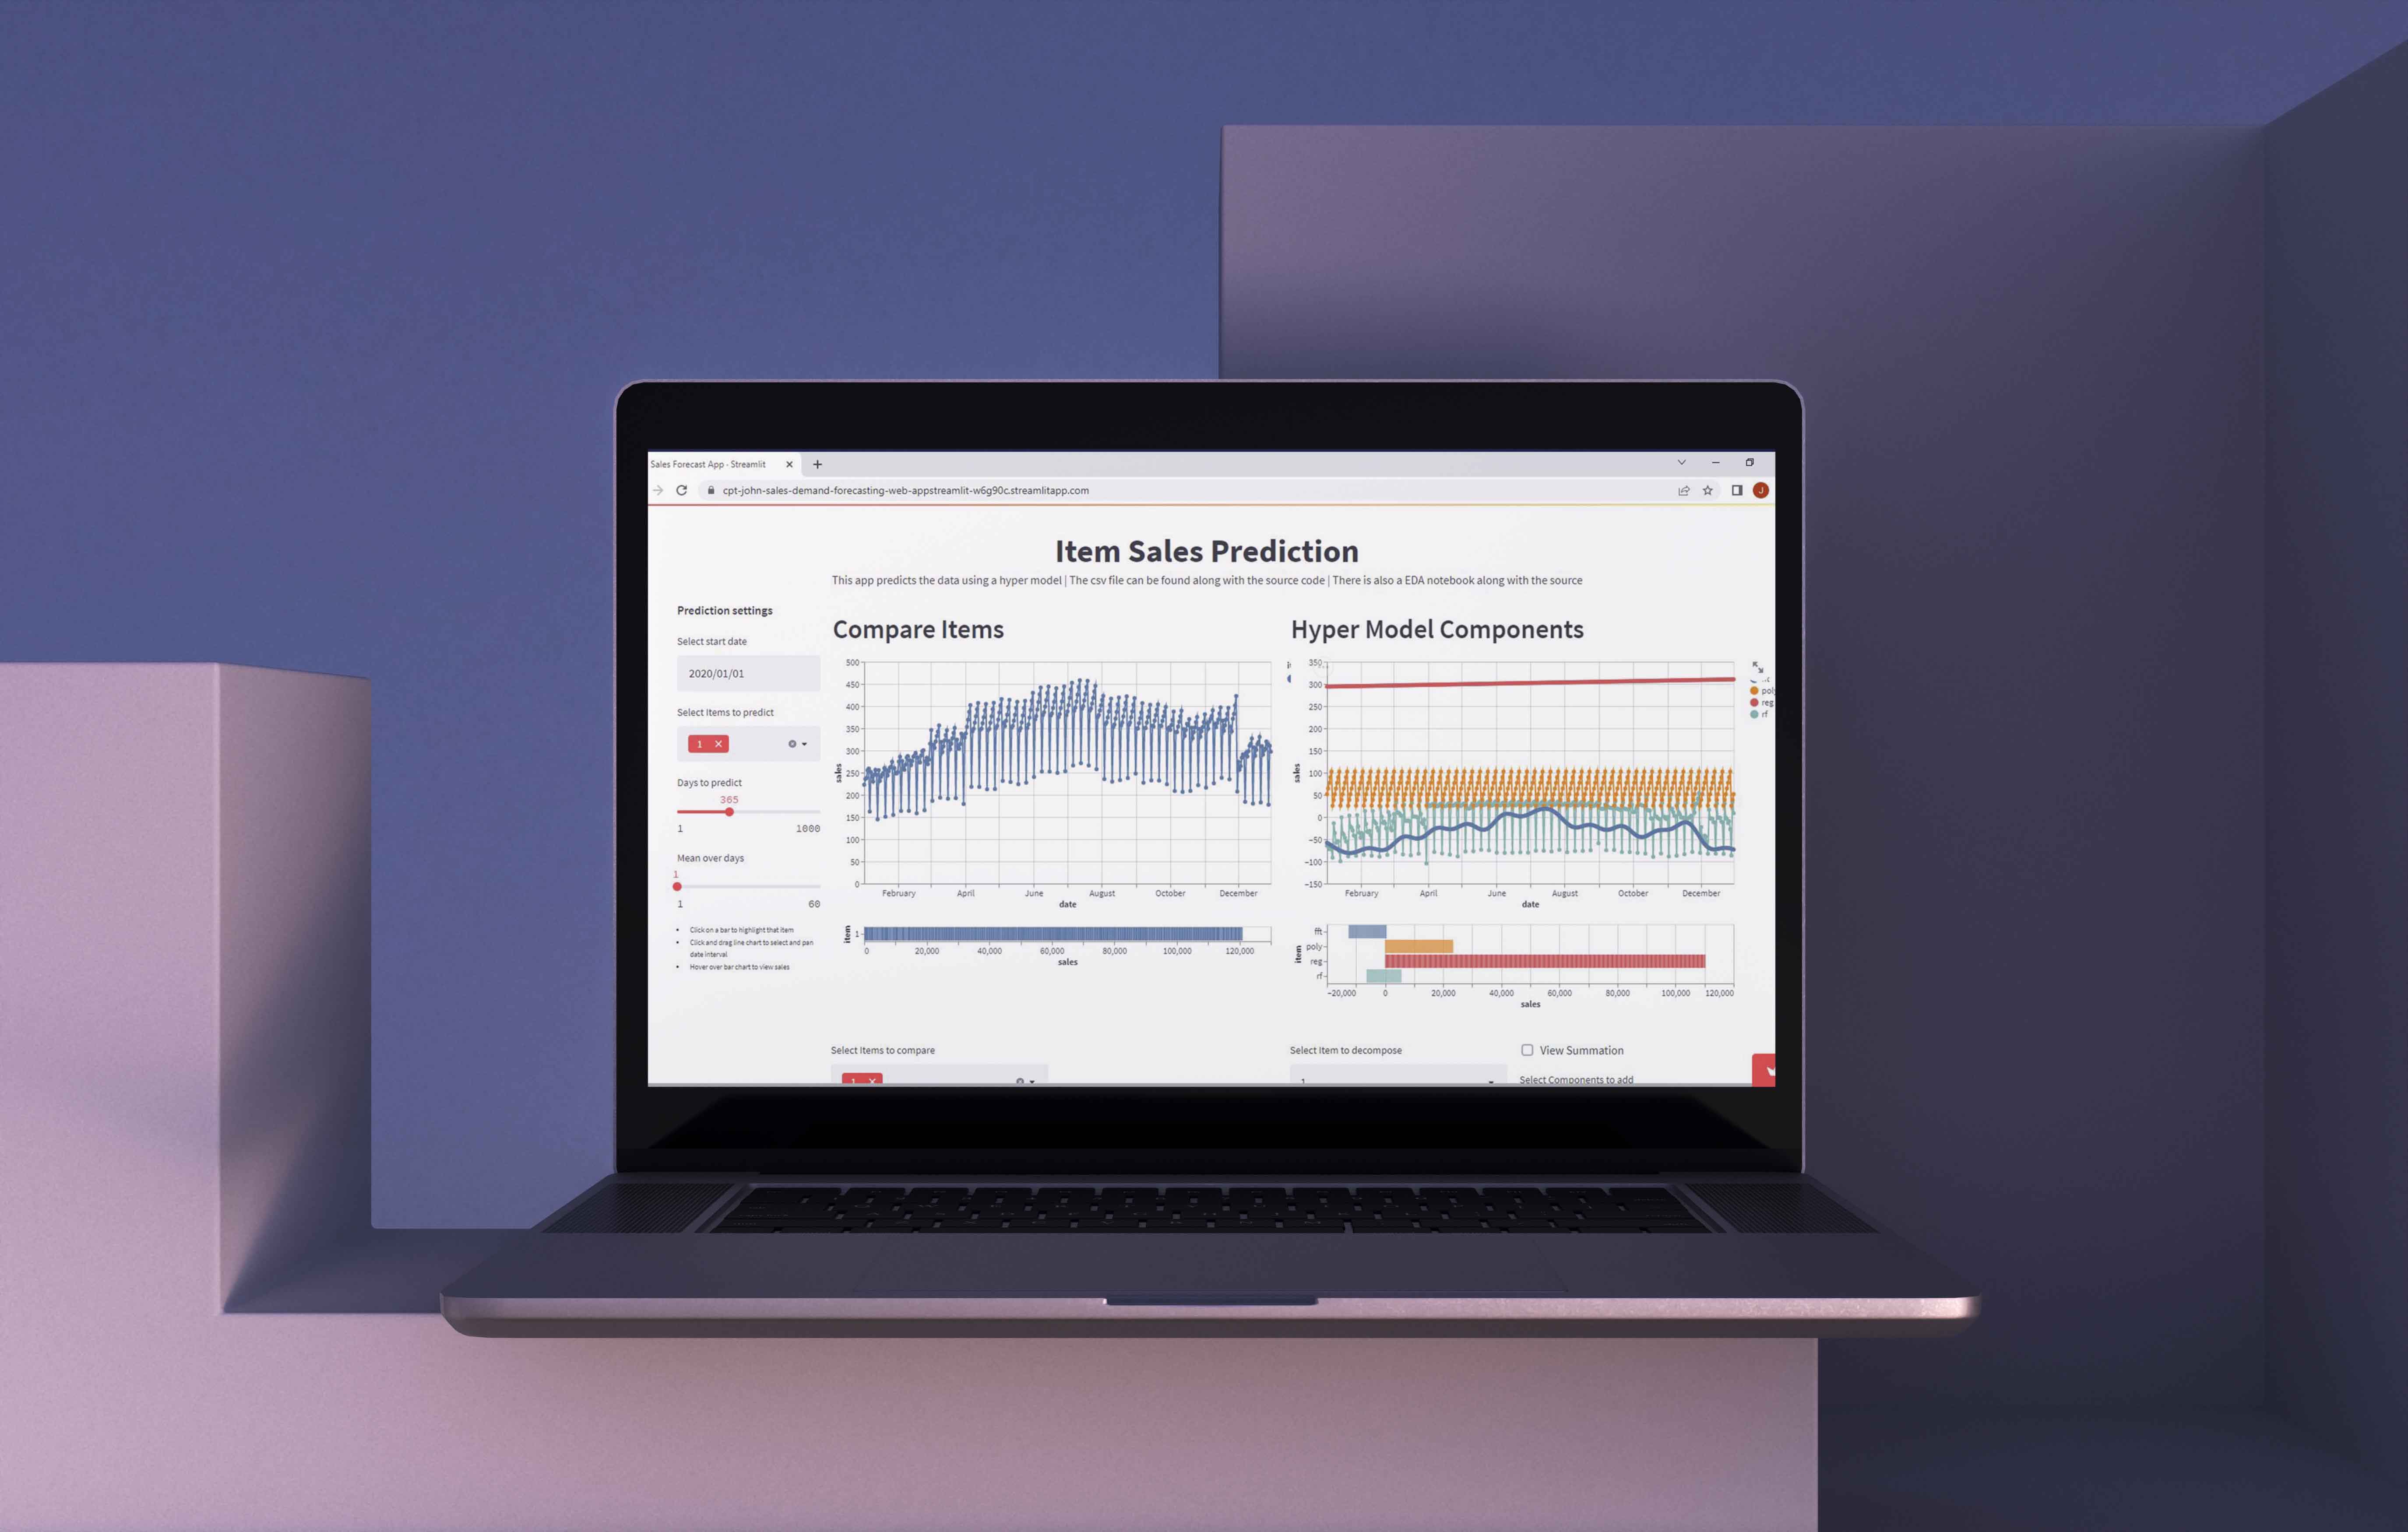 Sales Forecast App - Streamlit
cpt-john-sales-demand-forecasting-web-appstreamlit-w6g90c.streamlitapp.com
J
Item Sales Prediction
This app predicts the data using a hyper model | The csv file can be found along with the source code | There is also a EDA notebook along with the source
Prediction settings
Select start date
2020/01/01
Select Items to predict
1
Days to predict
365
1 1000
Mean over days
1
1 60
Click on a bar to highlight that item
Click and drag line chart to select and pan
date interval
Hover over bar chart to view sales
Compare Items
500
450
400
350
300
250
200
150
100
50
0
sales
February April June August October December
date
item
1
0 20,000 40,000 60,000 80,000 100,000 120,000
sales
Select Items to compare
1
Hyper Model Components
350
300
250
200
150
100
50
0
−50
−100
−150
sales
February April June August October December
date
poly
reg
rf
item
fft
poly
reg
rf
−20,000 0 20,000 40,000 60,000 80,000 100,000 120,000
sales
Select Item to decompose
1
View Summation
Select Components to add